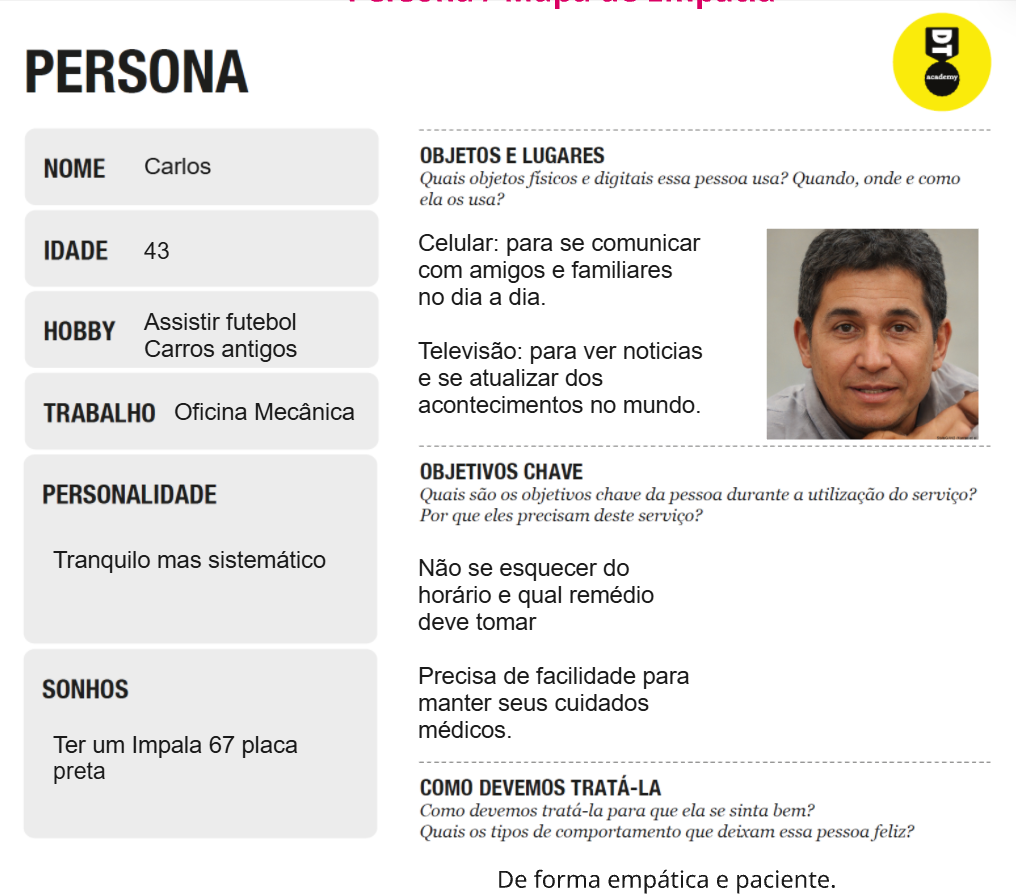 Persona / Mapa de Empatia
PERSONA
DT
academy
NOME Carlos
IDADE 43
HOBBY Assistir futebol
Carros antigos
TRABALHO Oficina Mecânica
PERSONALIDADE
Tranquilo mas sistemático
SONHOS
Ter um Impala 67 placa
preta
OBJETOS E LUGARES
Quais objetos físicos e digitais essa pessoa usa? Quando, onde e como
ela os usa?
Celular: para se comunicar
com amigos e familiares
no dia a dia.
Televisão: para ver noticias
e se atualizar dos
acontecimentos no mundo.
OBJETIVOS CHAVE
Quais são os objetivos chave da pessoa durante a utilização do serviço?
Por que eles precisam deste serviço?
Não se esquecer do
horário e qual remédio
deve tomar
Precisa de facilidade para
manter seus cuidados
médicos.
COMO DEVEMOS TRATÁ-LA
Como devemos tratá-la para que ela se sinta bem?
Quais os tipos de comportamento que deixam essa pessoa feliz?
De forma empática e paciente.